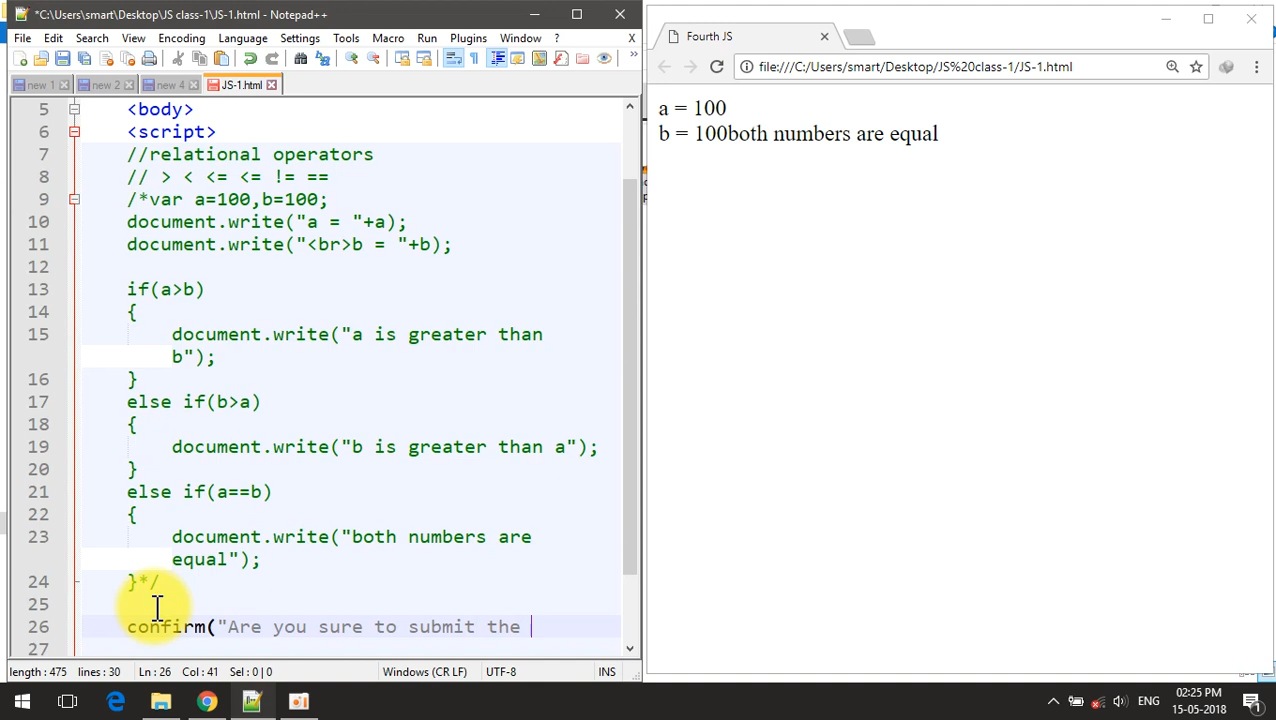 *C:\Users\smart\Desktop\JS class-1\JS-1.html - Notepad++
File Edit Search View Encoding Language Settings Tools Macro Run Plugins Window ? X
new 1 new 2 new 4 JS-1.html
5 <body>
6 <script>
7 //relational operators
8 // > < <= <= != ==
9 /*var a=100,b=100;
10 document.write("a = "+a);
11 document.write("<br>b = "+b);
12
13 if(a>b)
14 {
15 document.write("a is greater than
b");
16 }
17 else if(b>a)
18 {
19 document.write("b is greater than a");
20 }
21 else if(a==b)
22 {
23 document.write("both numbers are
equal");
24 }*/
25
26 confirm("Are you sure to submit the
27
length : 475 lines : 30 Ln : 26 Col : 41 Sel : 0 | 0 Windows (CR LF) UTF-8 INS
Fourth JS
file:///C:/Users/smart/Desktop/JS%20class-1/JS-1.html
a = 100
b = 100both numbers are equal
ENG
02:25 PM
15-05-2018
1